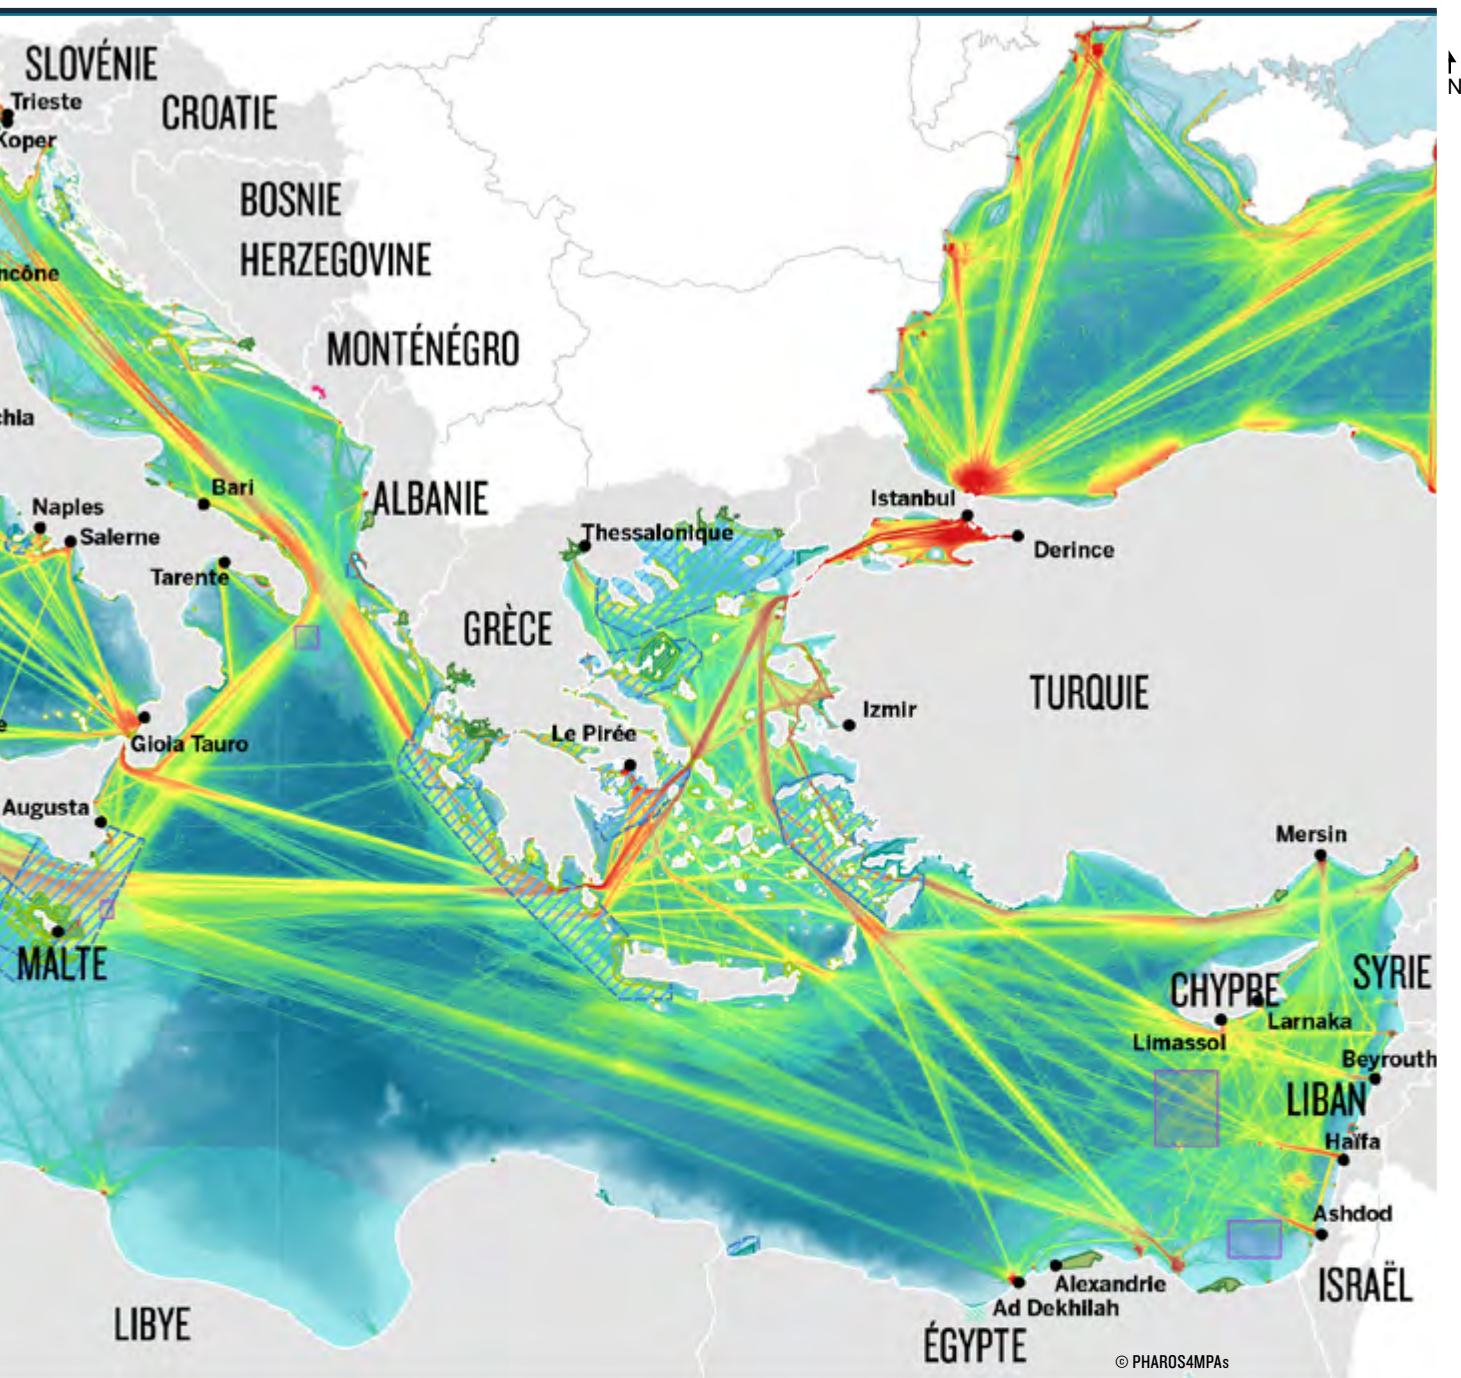 SLOVÉNIE
Trieste
Koper
CROATIE
N
BOSNIE
HERZEGOVINE
ncône
MONTÉNÉGRO
chia
Bari
ALBANIE
Istanbul
Naples
Salerne
Thessalonique
Derince
Tarente
GRÈCE
TURQUIE
Izmir
e
Le Pirée
Gioia Tauro
Augusta
Mersin
MALTE
CHYPRE
SYRIE
Larnaka
Limassol
Beyrouth
LIBAN
Haïfa
Ashdod
Alexandrie
ISRAËL
Ad Dekhilah
LIBYE
ÉGYPTE
© PHAROS4MPAs